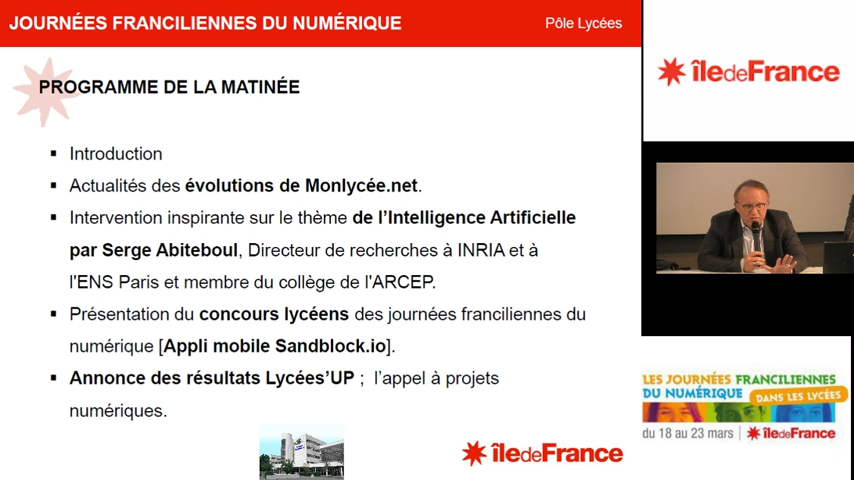 JOURNÉES FRANCILIENNES DU NUMÉRIQUE
Pôle Lycées
PROGRAMME DE LA MATINÉE
▪ Introduction
▪ Actualités des évolutions de Monlycée.net.
▪ Intervention inspirante sur le thème de l’Intelligence Artificielle
par Serge Abiteboul, Directeur de recherches à INRIA et à
l'ENS Paris et membre du collège de l'ARCEP.
▪ Présentation du concours lycéens des journées franciliennes du
numérique [Appli mobile Sandblock.io].
▪ Annonce des résultats Lycées’UP ; l’appel à projets
numériques.
îledeFrance
îledeFrance
LES JOURNÉES FRANCILIENNES
DU NUMÉRIQUE DANS LES LYCÉES
du 18 au 23 mars | îledeFrance